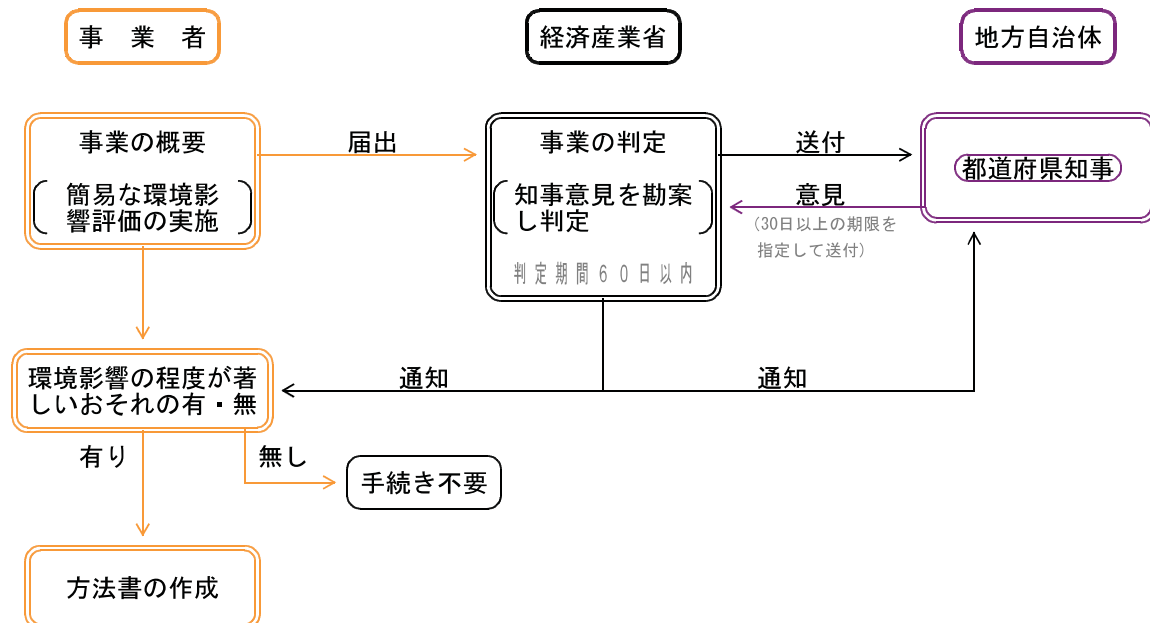 事 業 者
経済産業省
地方自治体
事業の概要
簡易な環境影
響評価の実施
届出
事業の判定
知事意見を勘案
し判定
判定期間60日以内
送付
意見
(30日以上の期限を
指定して送付)
都道府県知事
通知
通知
環境影響の程度が著
しいおそれの有・無
有り
無し
手続き不要
方法書の作成